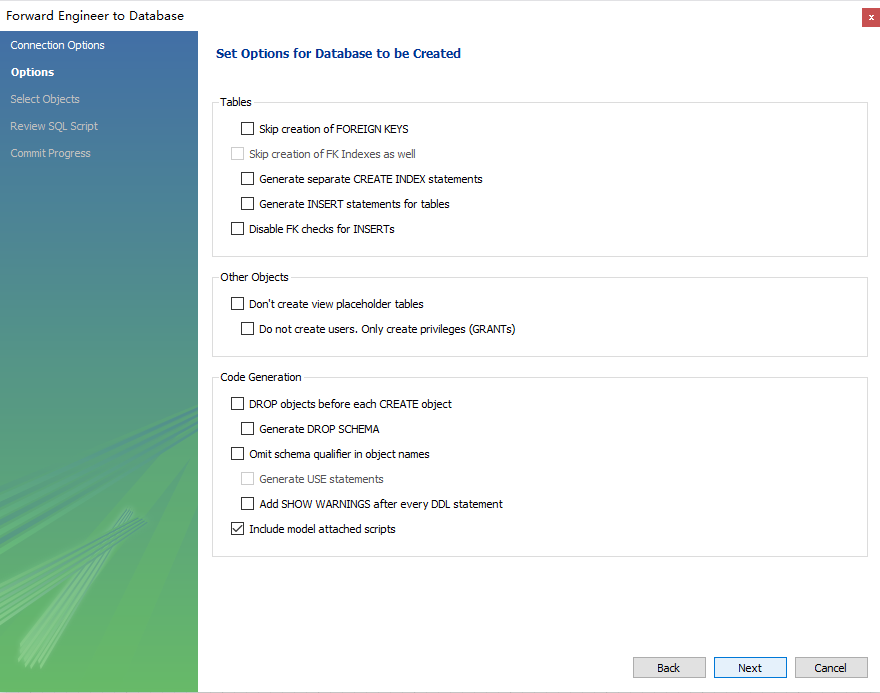 Forward Engineer to Database
x
Connection Options
Options
Select Objects
Review SQL Script
Commit Progress
Set Options for Database to be Created
Tables
Skip creation of FOREIGN KEYS
Skip creation of FK Indexes as well
Generate separate CREATE INDEX statements
Generate INSERT statements for tables
Disable FK checks for INSERTs
Other Objects
Don't create view placeholder tables
Do not create users. Only create privileges (GRANTs)
Code Generation
DROP objects before each CREATE object
Generate DROP SCHEMA
Omit schema qualifier in object names
Generate USE statements
Add SHOW WARNINGS after every DDL statement
Include model attached scripts
Back Next Cancel